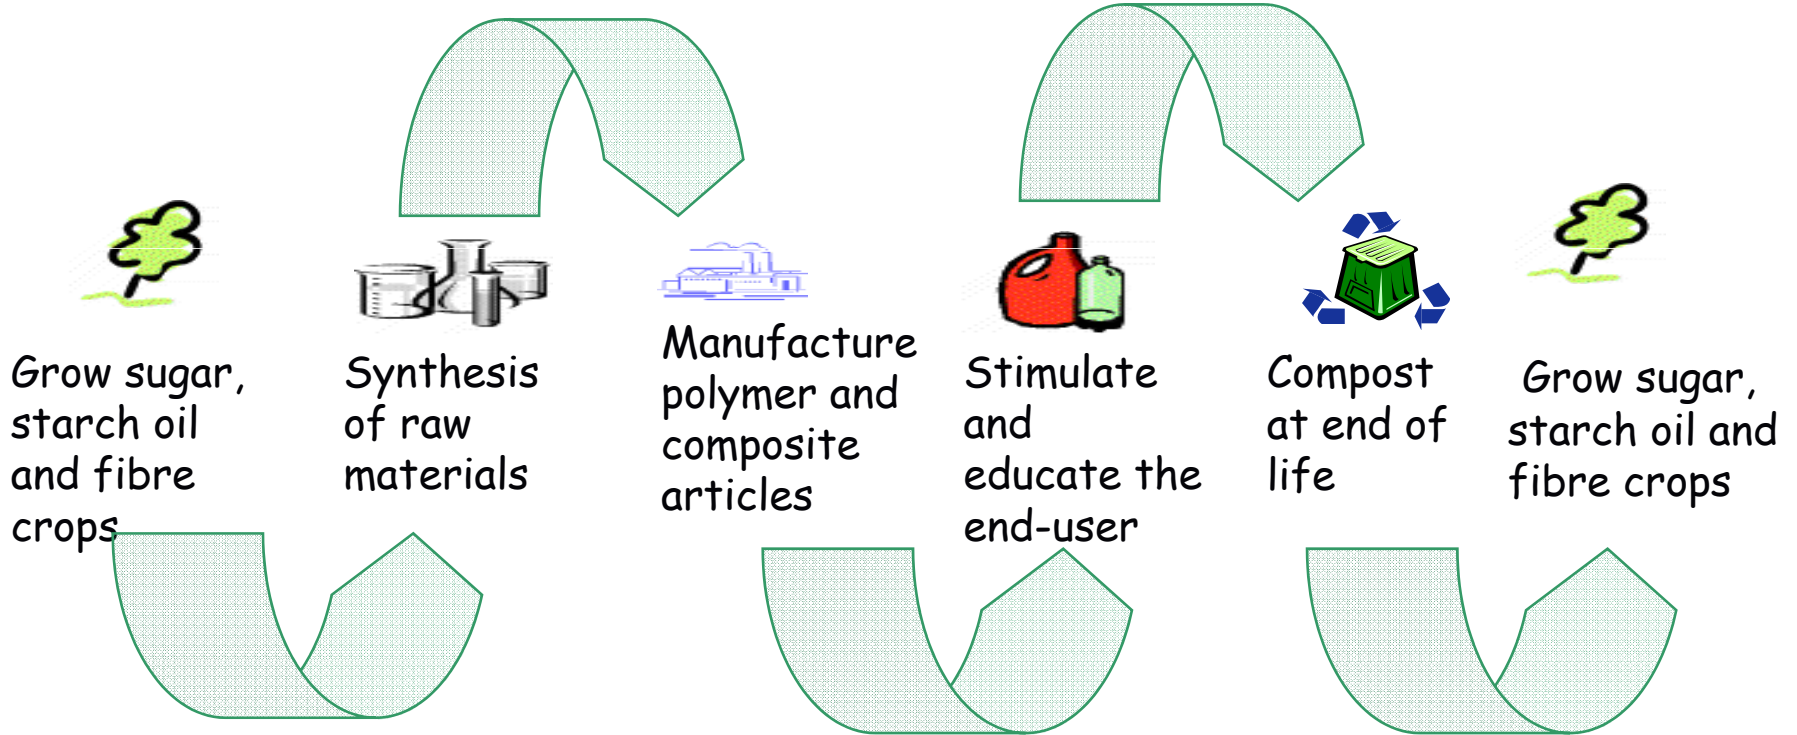 Grow sugar,
starch oil
and fibre
crops
Synthesis
of raw
materials
Manufacture
polymer and
composite
articles
Stimulate
and
educate the
end-user
Compost
at end of
life
Grow sugar,
starch oil and
fibre crops